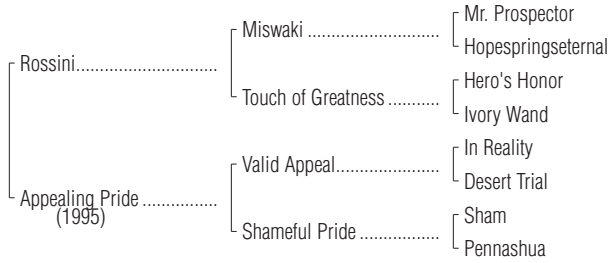 Mr. Prospector
Miswaki ........................
Hopespringseternal
Rossini..........................
Hero's Honor
Touch of Greatness ..........
Ivory Wand
In Reality
Valid Appeal...................
Desert Trial
Appealing Pride ..............
(1995)
Sham
Shameful Pride ...............
Pennashua